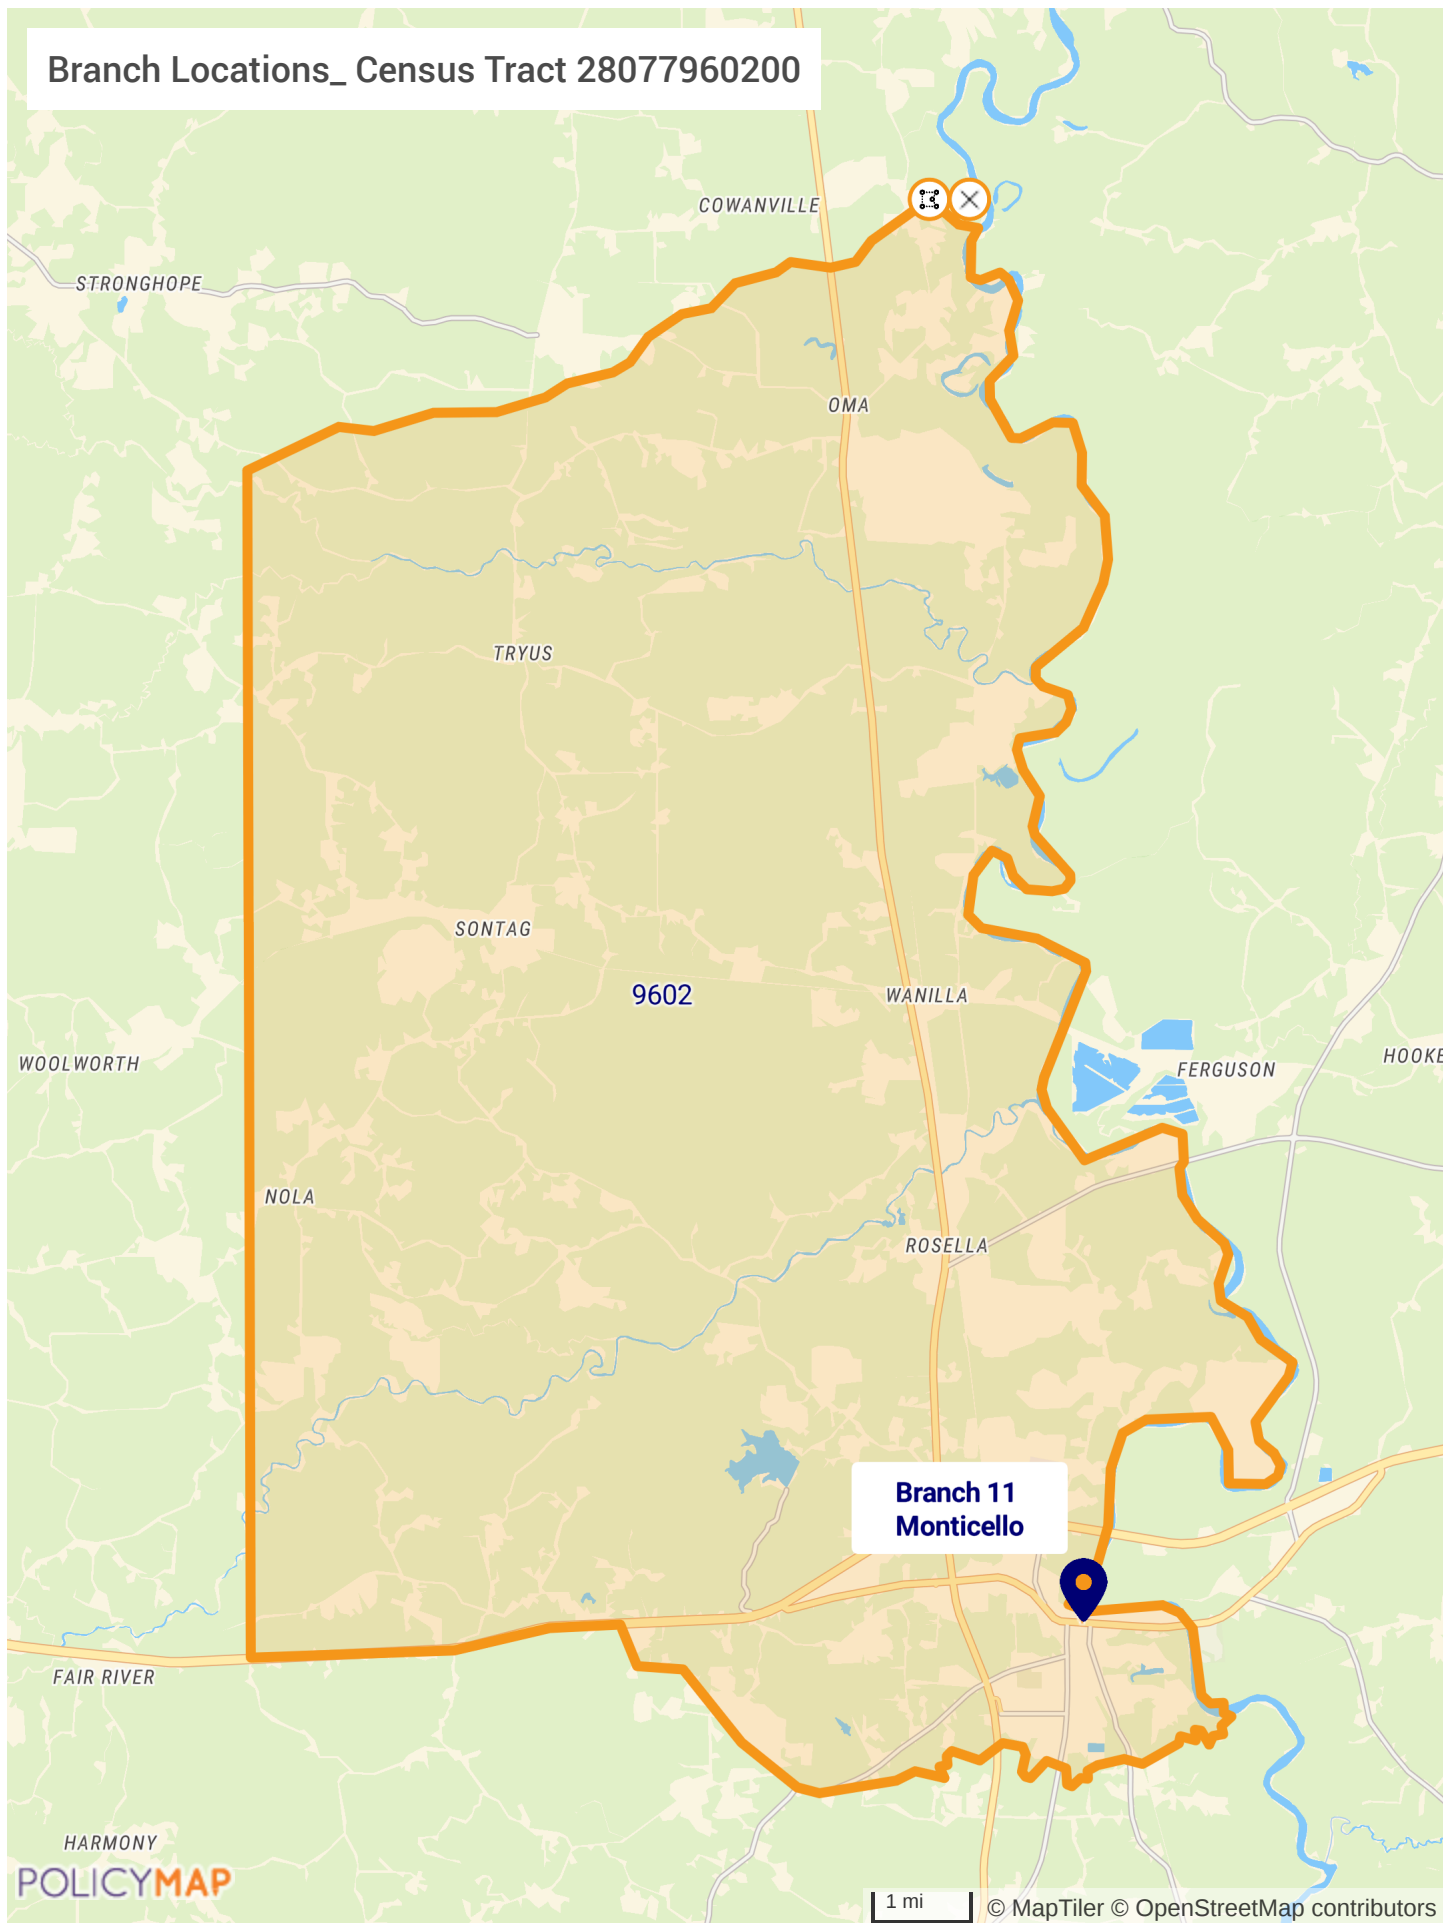 Branch Locations_ Census Tract 28077960200
COWANVILLE
STRONGHOPE
OMA
TRYUS
SONTAG
9602
WANILLA
WOOLWORTH
FERGUSON
HOOKE
NOLA
ROSELLA
Branch 11
Monticello
FAIR RIVER
HARMONY
POLICYMAP
1 mi
© MapTiler © OpenStreetMap contributors